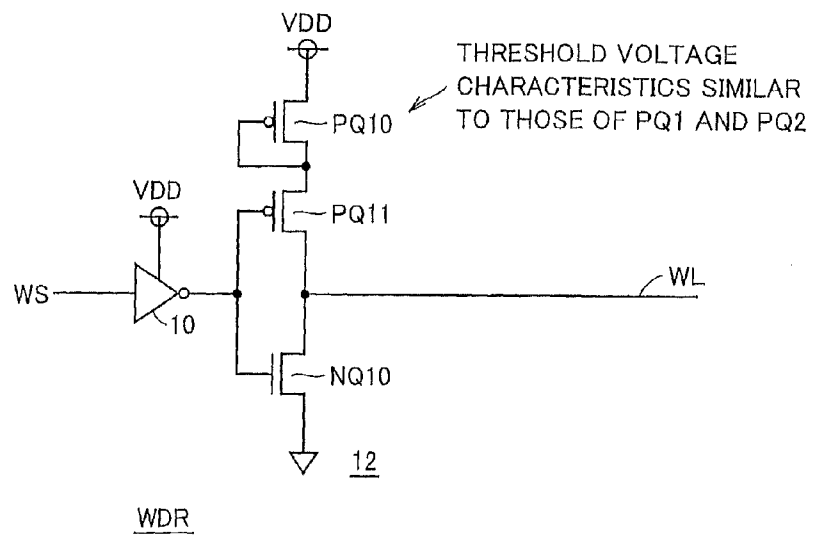 VDD
THRESHOLD VOLTAGE
CHARACTERISTICS SIMILAR
TO THOSE OF PQ1 AND PQ2
PQ10
VDD
PQ11
WS
10
WL
NQ10
12
WDR